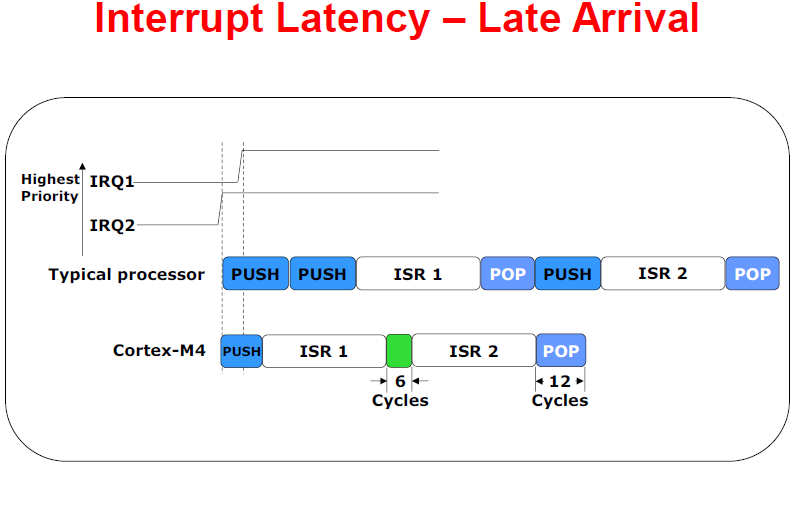 Interrupt Latency – Late Arrival
Highest
Priority
IRQ1
IRQ2
Typical processor
PUSH PUSH ISR 1 POP PUSH ISR 2 POP
Cortex-M4
PUSH ISR 1 ISR 2 POP
6
Cycles
12
Cycles